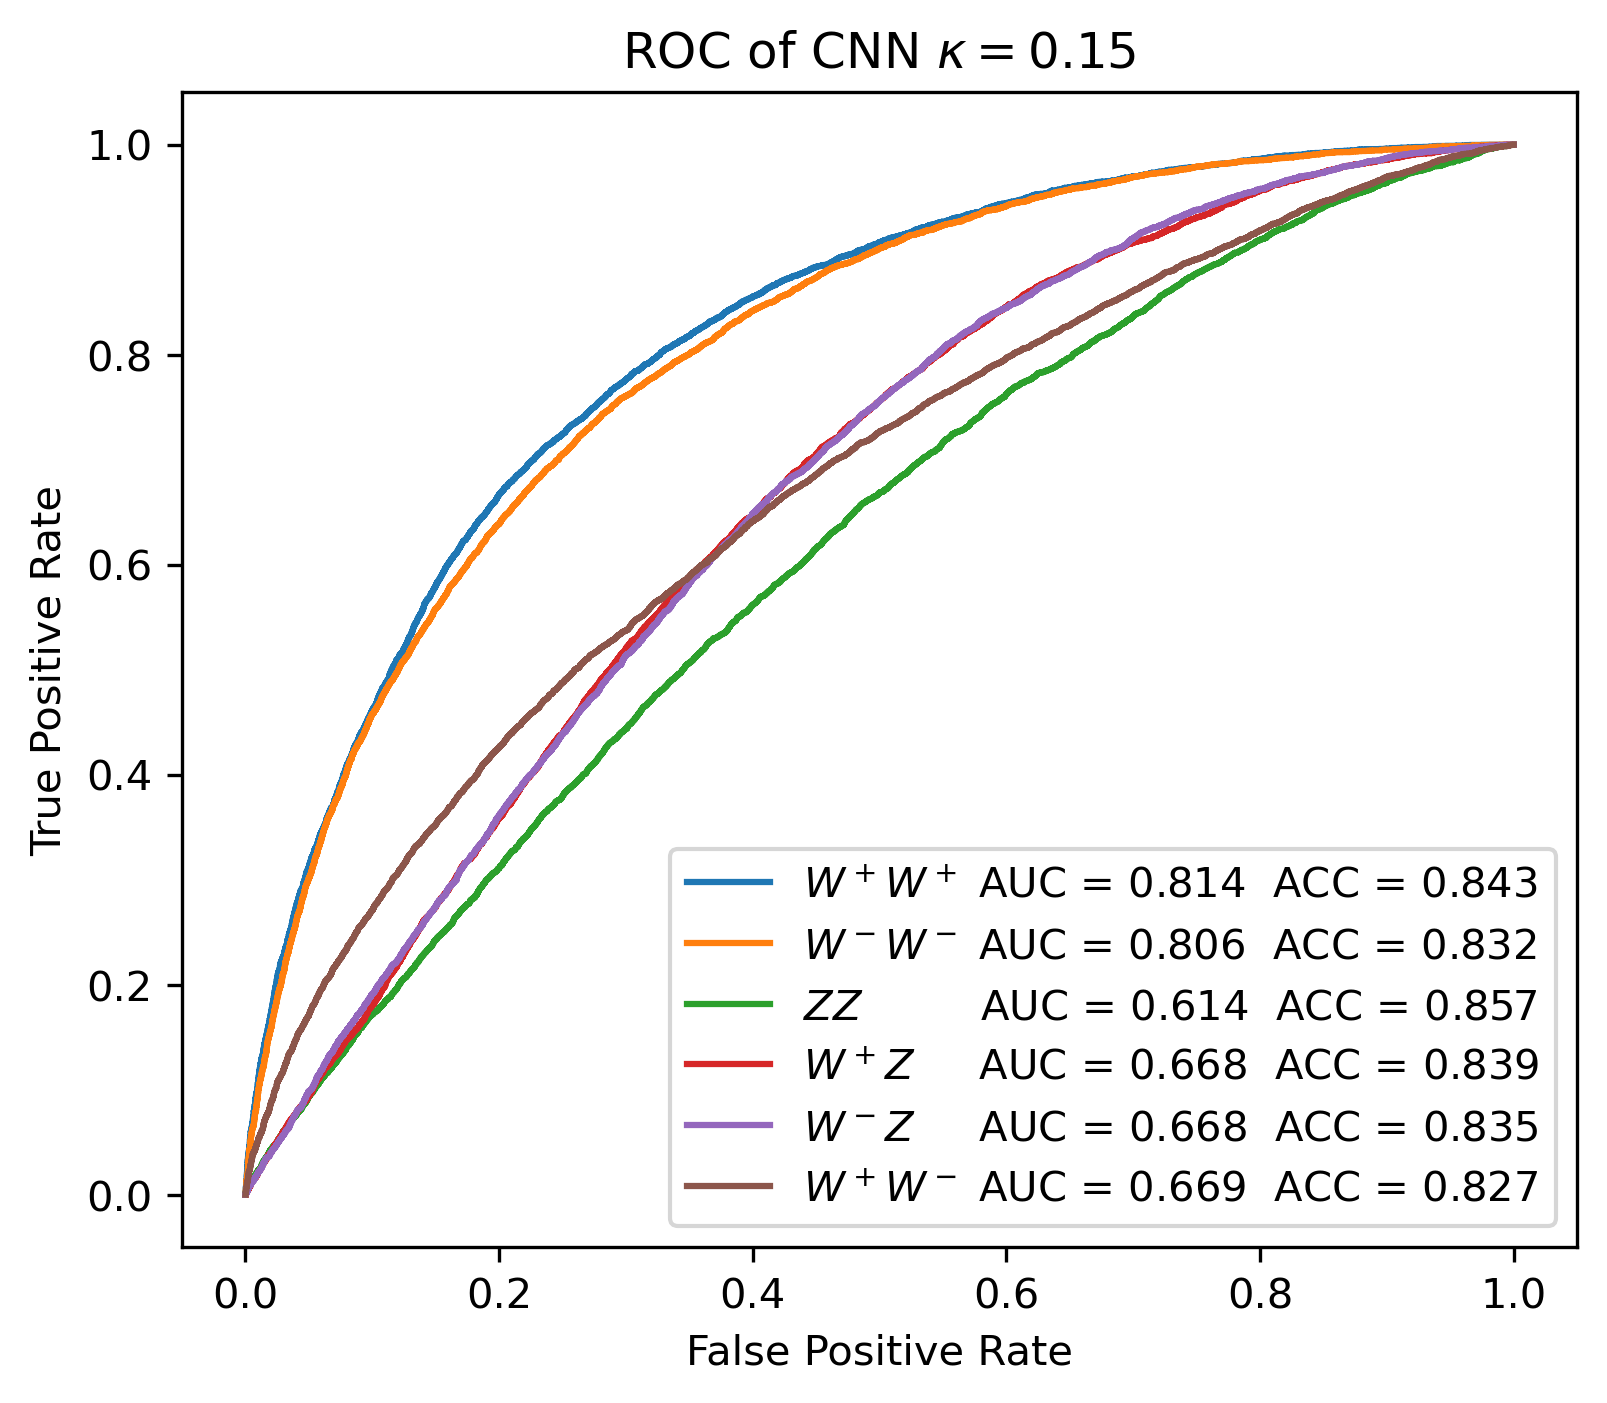 ROC of CNN κ = 0.15
1.0
0.8
0.6
0.4
0.2
0.0
True Positive Rate
W⁺W⁺ AUC = 0.814 ACC = 0.843
W⁻W⁻ AUC = 0.806 ACC = 0.832
ZZ AUC = 0.614 ACC = 0.857
W⁺Z AUC = 0.668 ACC = 0.839
W⁻Z AUC = 0.668 ACC = 0.835
W⁺W⁻ AUC = 0.669 ACC = 0.827
0.0 0.2 0.4 0.6 0.8 1.0
False Positive Rate